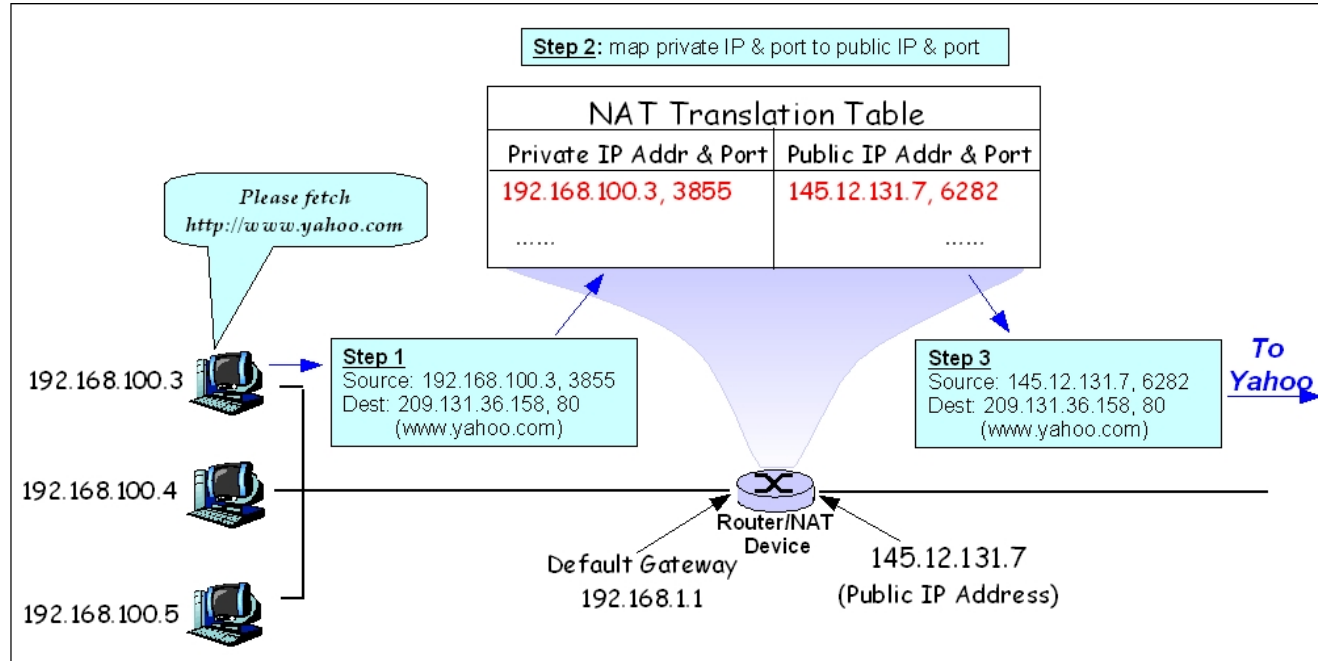 Step 2: map private IP & port to public IP & port
NAT Translation Table
Private IP Addr & Port
Public IP Addr & Port
192.168.100.3, 3855
145.12.131.7, 6282
......
......
Please fetch
http://www.yahoo.com
192.168.100.3
Step 1
Source: 192.168.100.3, 3855
Dest: 209.131.36.158, 80
(www.yahoo.com)
Step 3
Source: 145.12.131.7, 6282
Dest: 209.131.36.158, 80
(www.yahoo.com)
To
Yahoo
192.168.100.4
Router/NAT
Device
Default Gateway
192.168.1.1
145.12.131.7
(Public IP Address)
192.168.100.5